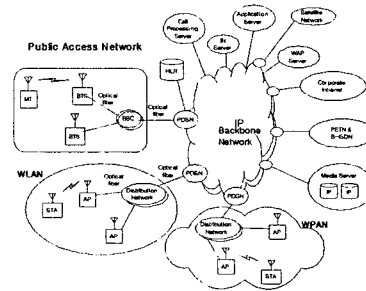 Call
Processing
Server
Application
Server
Satellite
Network
IN
Server
WAP
Server
Public Access Network
HLR
Corporate
Intranet
MT
BTS
Optical
fiber
BSC
Optical
fiber
PDSN
BTS
IP
Backbone
Network
PSTN &
B-ISDN
WLAN
Optical
fiber
PDSN
Media Server
IP
IP
STA
AP
Distribution
Network
AP
PDSN
WPAN
Distribution
Network
AP
AP
STA